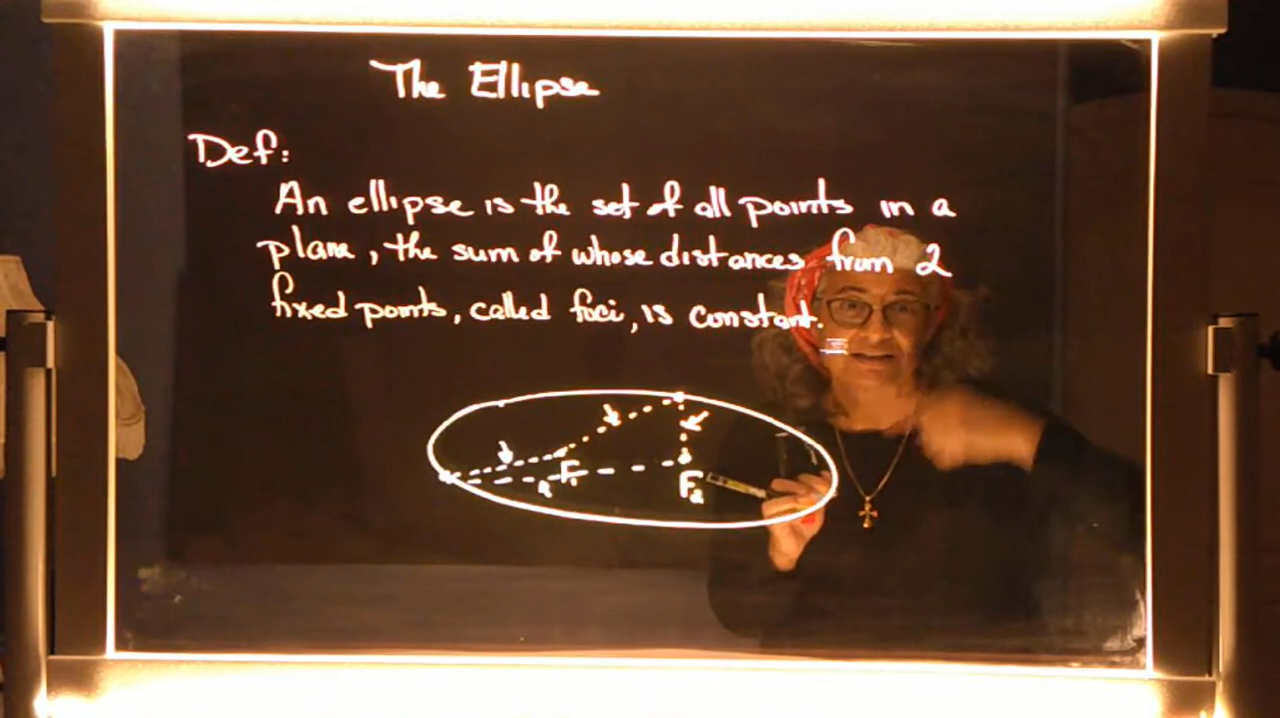 The Ellipse
Def:
An ellipse is the set of all points in a
plane, the sum of whose distances from 2
fixed points, called foci, is constant.
F₁
F₂